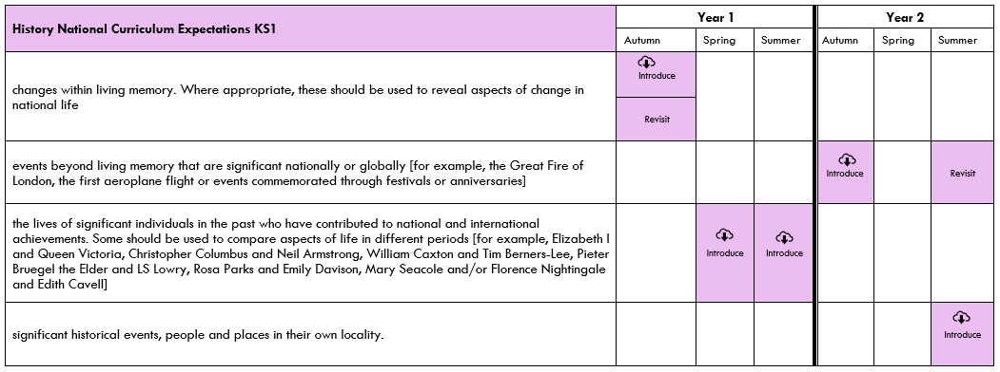 History National Curriculum Expectations KS1
Year 1
Year 2
Autumn
Spring
Summer
Autumn
Spring
Summer
changes within living memory. Where appropriate, these should be used to reveal aspects of change in
national life
Introduce
Revisit
events beyond living memory that are significant nationally or globally [for example, the Great Fire of
London, the first aeroplane flight or events commemorated through festivals or anniversaries]
Introduce
Revisit
the lives of significant individuals in the past who have contributed to national and international
achievements. Some should be used to compare aspects of life in different periods [for example, Elizabeth I
and Queen Victoria, Christopher Columbus and Neil Armstrong, William Caxton and Tim Berners-Lee, Pieter
Bruegel the Elder and LS Lowry, Rosa Parks and Emily Davison, Mary Seacole and/or Florence Nightingale
and Edith Cavell]
Introduce
Introduce
significant historical events, people and places in their own locality.
Introduce